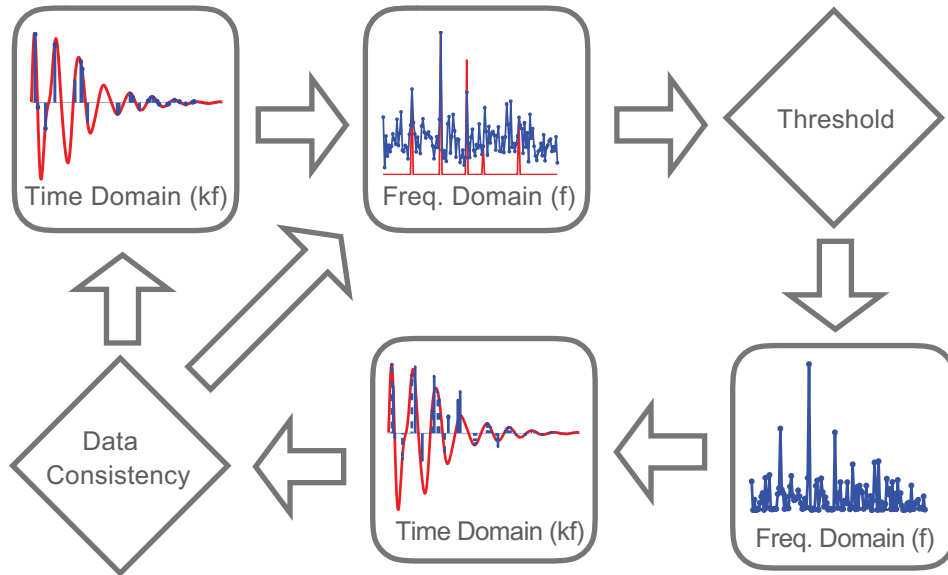 Time Domain (kf)
Freq. Domain (f)
Threshold
Data
Consistency
Time Domain (kf)
Freq. Domain (f)